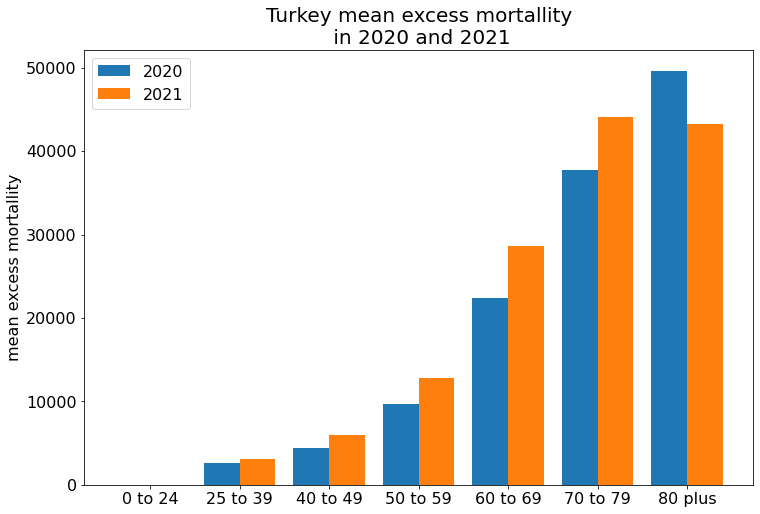 Turkey mean excess mortallity
in 2020 and 2021
2020
2021
mean excess mortallity
50000
40000
30000
20000
10000
0
0 to 24
25 to 39
40 to 49
50 to 59
60 to 69
70 to 79
80 plus